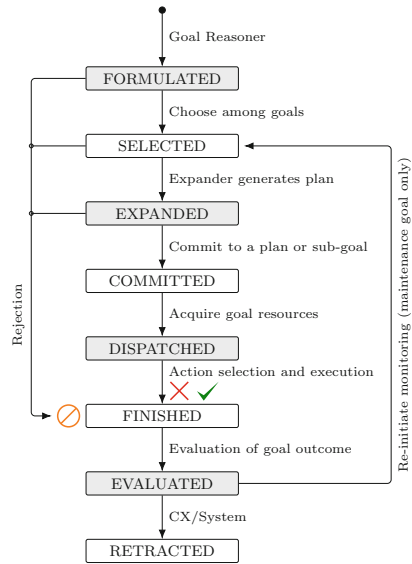 Goal Reasoner
FORMULATED
Choose among goals
SELECTED
Expander generates plan
EXPANDED
Commit to a plan or sub-goal
COMMITTED
Acquire goal resources
DISPATCHED
Action selection and execution
FINISHED
Evaluation of goal outcome
EVALUATED
CX/System
RETRACTED
Rejection
Re-initiate monitoring (maintenance goal only)